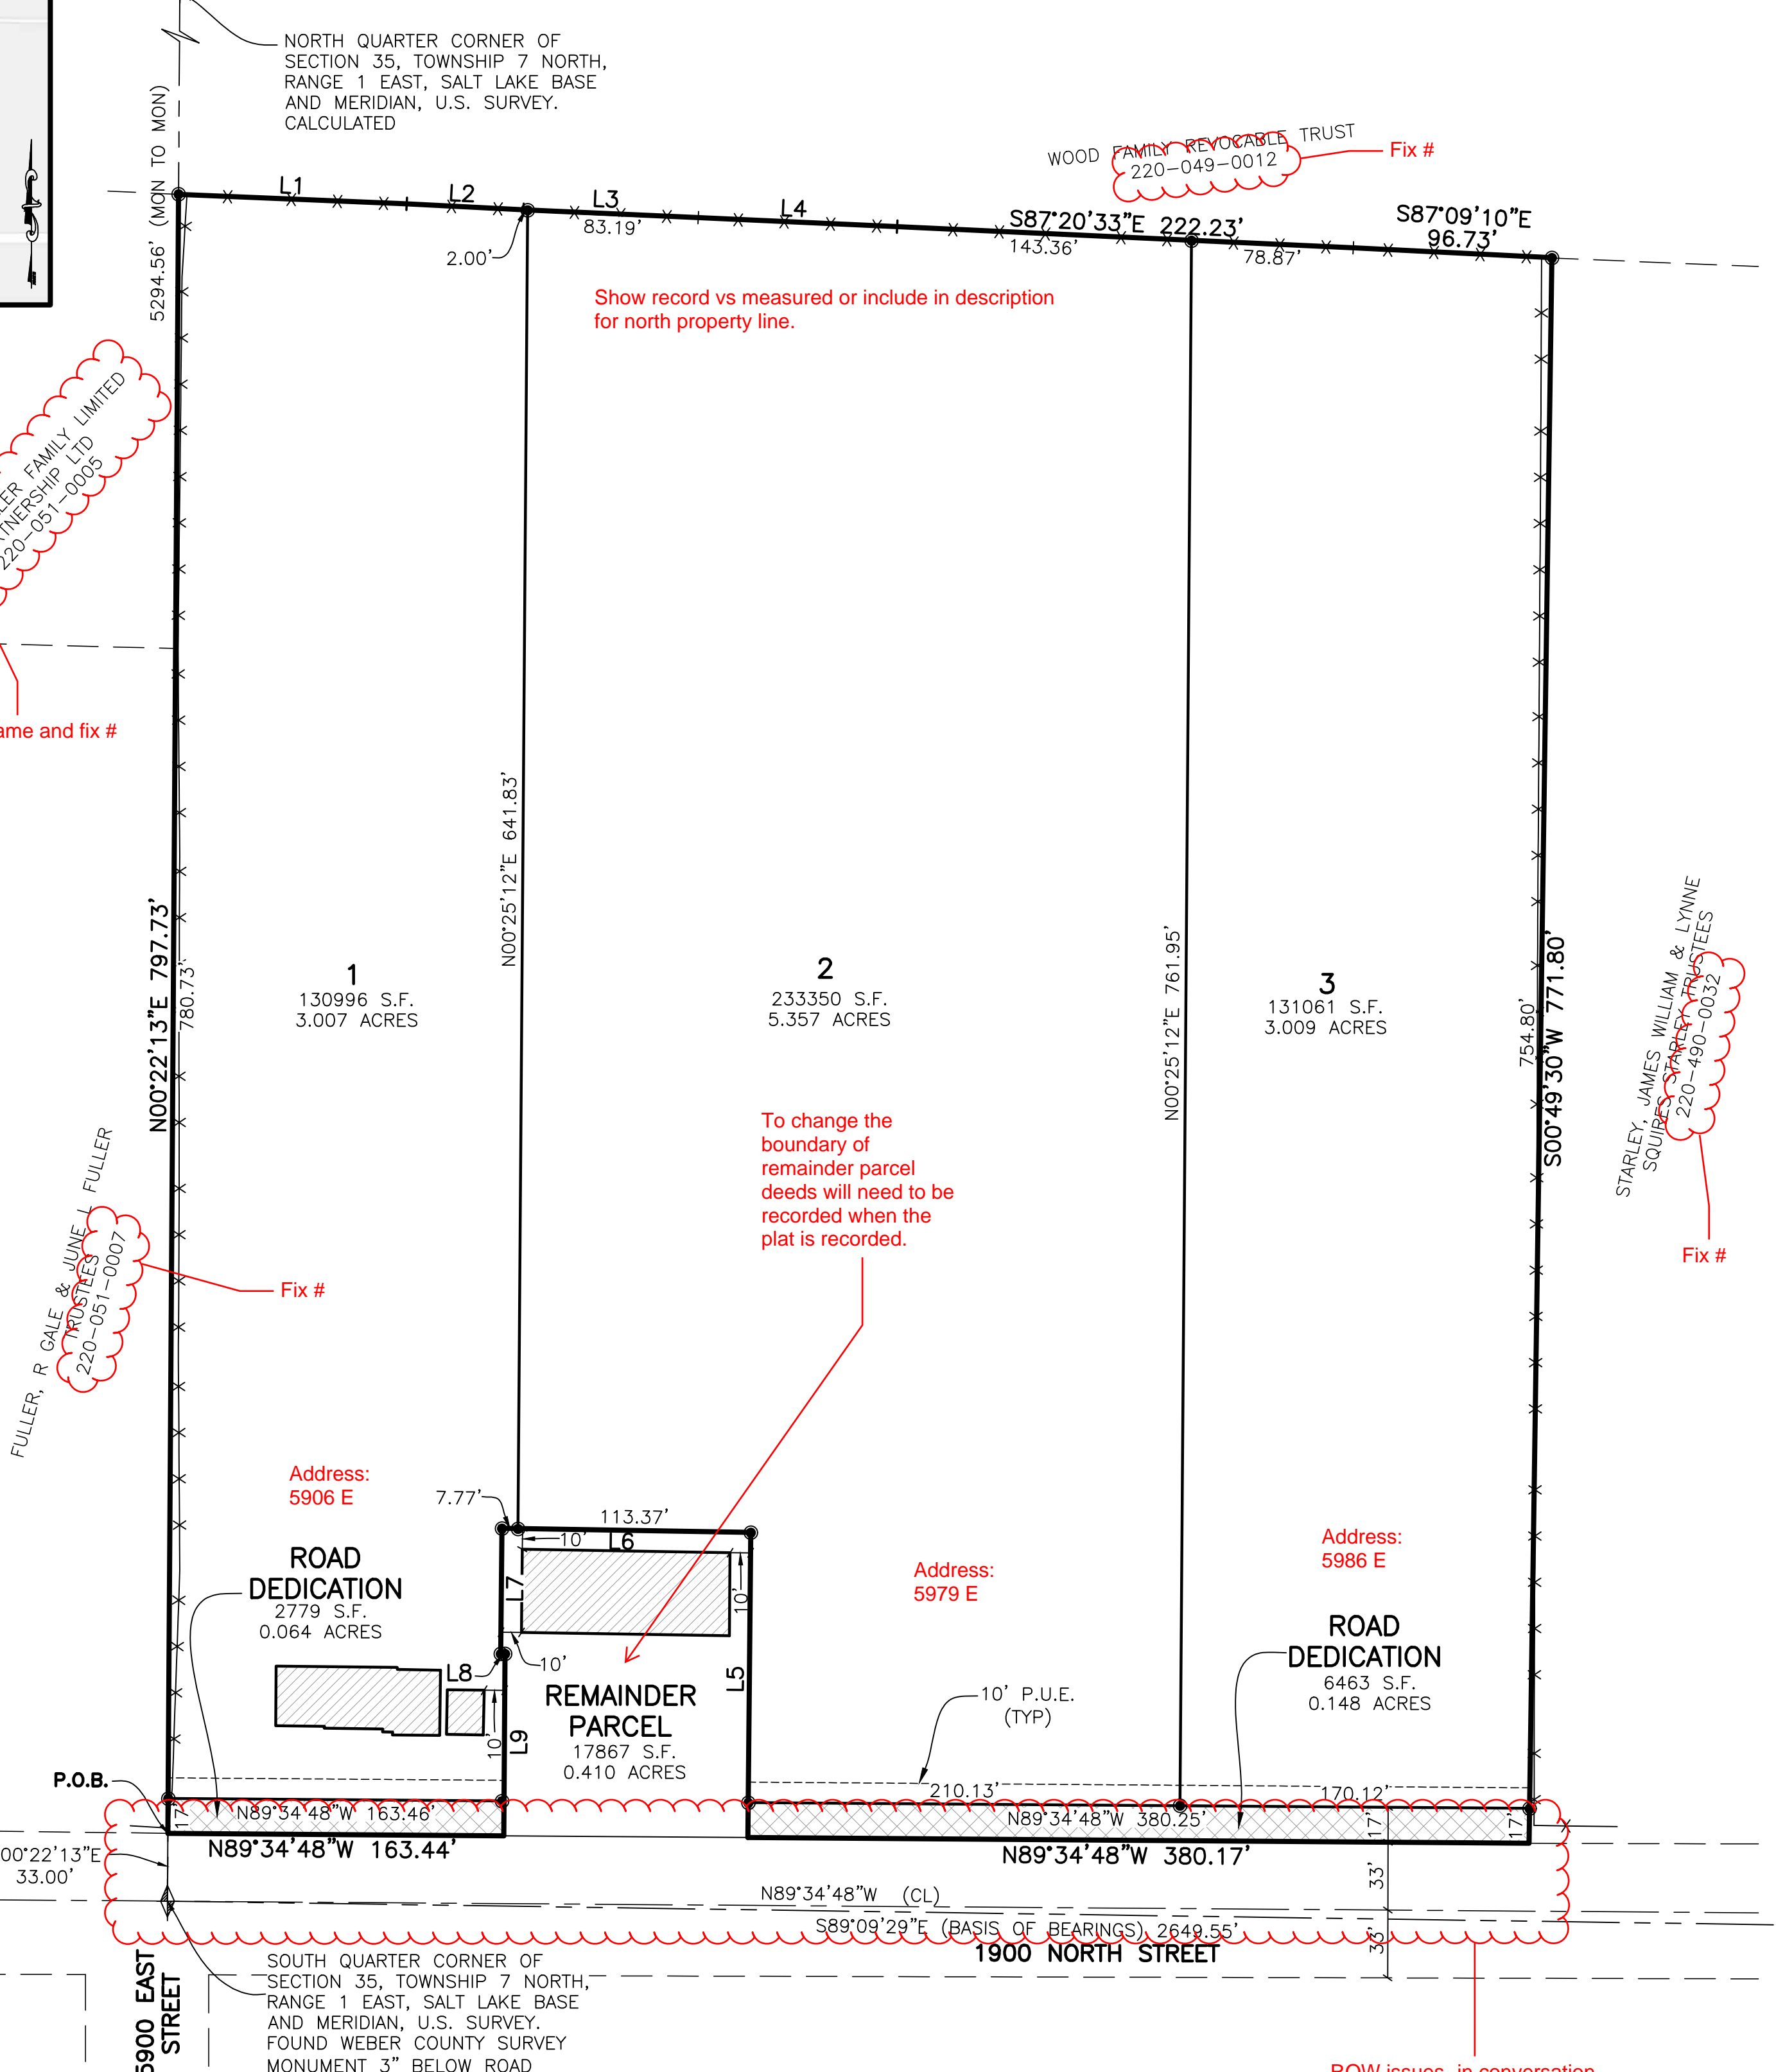 NORTH QUARTER CORNER OF
SECTION 35, TOWNSHIP 7 NORTH,
RANGE 1 EAST, SALT LAKE BASE
AND MERIDIAN, U.S. SURVEY.
CALCULATED
5294.56' (MON TO MON)
WOOD FAMILY REVOCABLE TRUST
220-049-0012
Fix #
L1
L2
L3
83.19'
L4
2.00'
S87°20'33"E 222.23'
143.36'
78.87'
S87°09'10"E
96.73'
Show record vs measured or include in description
for north property line.
FAMILY LIMITED
LTD
220-051-0005
and fix #
N00°22'13"E 797.73'
780.73'
N00°25'12"E 641.83'
N00°25'12"E 761.95'
754.80'
S00°49'30"W 771.80'
1
130996 S.F.
3.007 ACRES
2
233350 S.F.
5.357 ACRES
3
131061 S.F.
3.009 ACRES
STARLEY, JAMES WILLIAM & LYNNE
SQUIRES STARLEY TRUSTEES
220-490-0032
Fix #
To change the
boundary of
remainder parcel
deeds will need to be
recorded when the
plat is recorded.
FULLER, R GALE & JUNE L FULLER
TRUSTEES
220-051-0007
Fix #
Address:
5906 E
7.77'
113.37'
10'
L6
L7
10'
10'
L8
L5
10'
L9
ROAD
DEDICATION
2779 S.F.
0.064 ACRES
REMAINDER
PARCEL
17867 S.F.
0.410 ACRES
Address:
5979 E
Address:
5986 E
ROAD
DEDICATION
6463 S.F.
0.148 ACRES
10' P.U.E.
(TYP)
P.O.B.
17'
N89°34'48"W 163.46'
N89°34'48"W 163.44'
210.13'
170.12'
N89°34'48"W 380.25'
17'
17'
N89°34'48"W 380.17'
00°22'13"E
33.00'
N89°34'48"W (CL)
33'
S89°09'29"E (BASIS OF BEARINGS) 2649.55'
1900 NORTH STREET
33'
5900 EAST
STREET
SOUTH QUARTER CORNER OF
SECTION 35, TOWNSHIP 7 NORTH,
RANGE 1 EAST, SALT LAKE BASE
AND MERIDIAN, U.S. SURVEY.
FOUND WEBER COUNTY SURVEY
MONUMENT 3" BELOW ROAD
ROW issues, in conversation